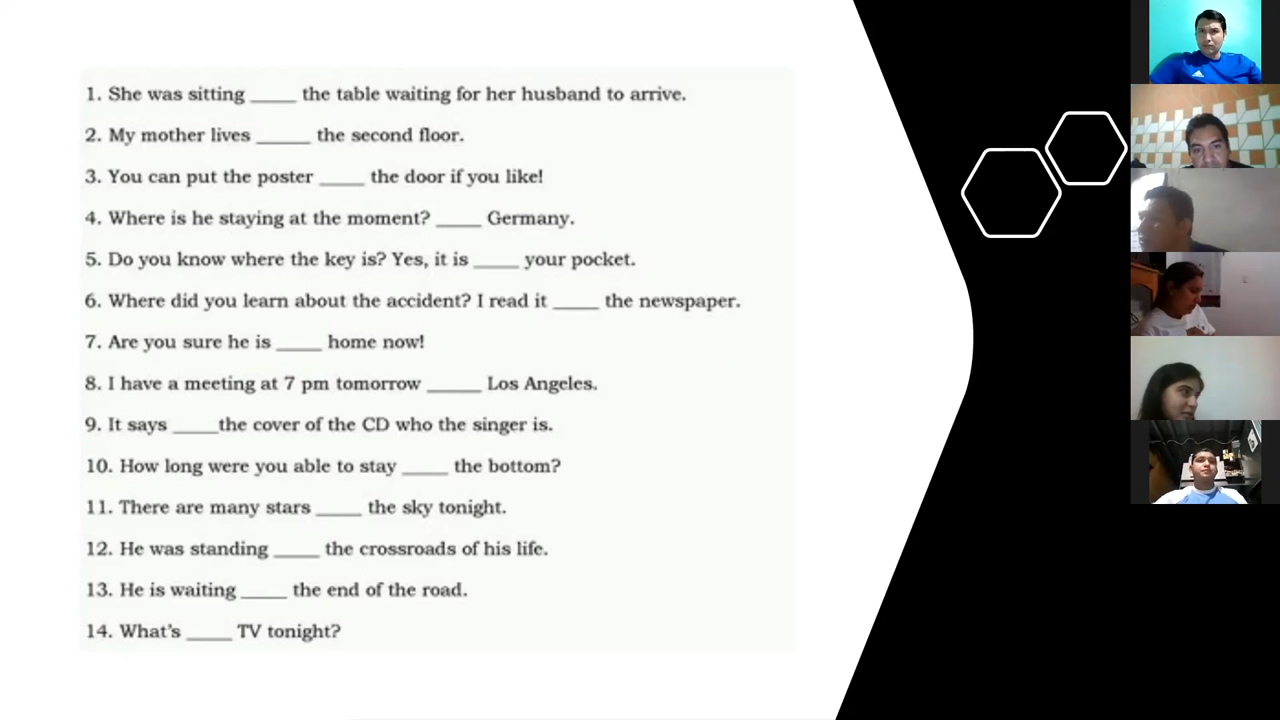 1. She was sitting _____ the table waiting for her husband to arrive.
2. My mother lives ______ the second floor.
3. You can put the poster _____ the door if you like!
4. Where is he staying at the moment? _____ Germany.
5. Do you know where the key is? Yes, it is _____ your pocket.
6. Where did you learn about the accident? I read it _____ the newspaper.
7. Are you sure he is _____ home now!
8. I have a meeting at 7 pm tomorrow ______ Los Angeles.
9. It says _____the cover of the CD who the singer is.
10. How long were you able to stay _____ the bottom?
11. There are many stars _____ the sky tonight.
12. He was standing _____ the crossroads of his life.
13. He is waiting _____ the end of the road.
14. What's _____ TV tonight?